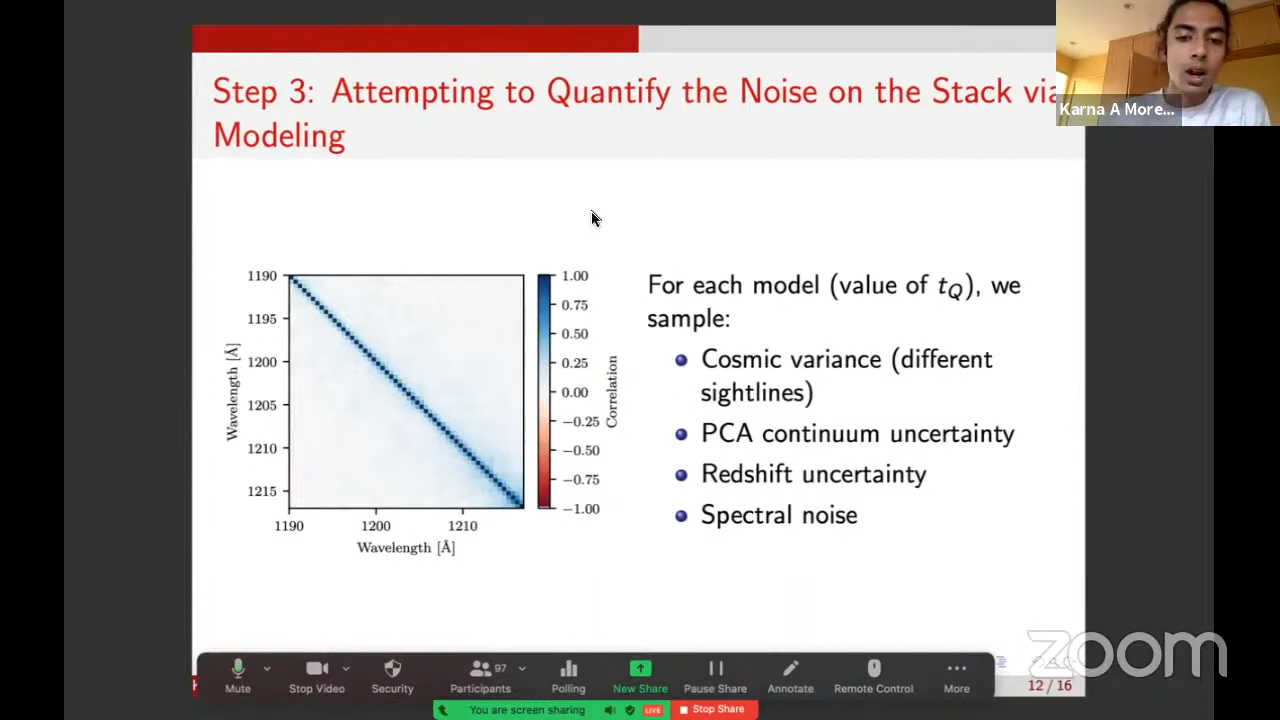 Step 3: Attempting to Quantify the Noise on the Stack via
Modeling
Karna A More...
1190
1195
1200
1205
1210
1215
Wavelength [Å]
1190
1200
1210
Wavelength [Å]
1.00
0.75
0.50
0.25
0.00
−0.25
−0.50
−0.75
−1.00
Correlation
For each model (value of tQ), we
sample:
Cosmic variance (different
sightlines)
PCA continuum uncertainty
Redshift uncertainty
Spectral noise
zoom
97
Mute
Stop Video
Security
Participants
Polling
New Share
Pause Share
Annotate
Remote Control
More
12 / 16
You are screen sharing
LIVE
Stop Share